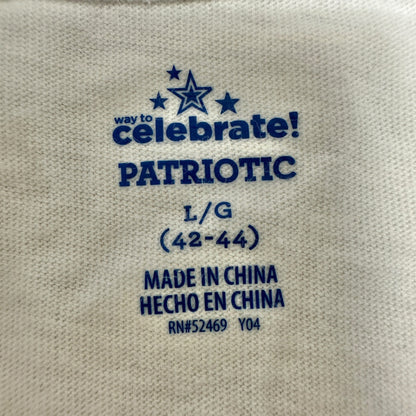 way to
celebrate!
PATRIOTIC
L/G
(42-44)
MADE IN CHINA
HECHO EN CHINA
RN#52469 Y04